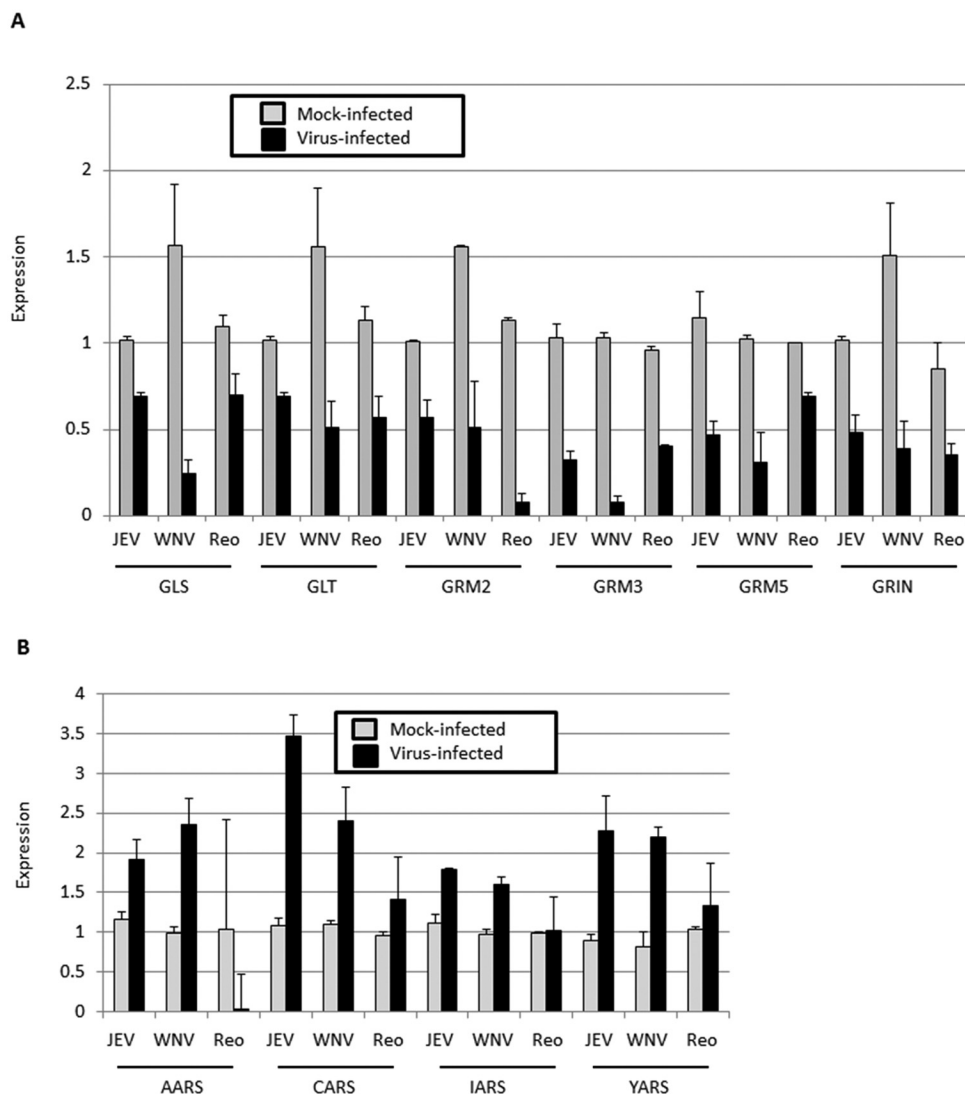 A
2.5
Mock-infected
Virus-infected
2
1.5
Expression
1
0.5
0
JEV WNV Reo JEV WNV Reo JEV WNV Reo JEV WNV Reo JEV WNV Reo JEV WNV Reo
GLS GLT GRM2 GRM3 GRM5 GRIN
B
4
Mock-infected
3.5
Virus-infected
3
2.5
Expression
2
1.5
1
0.5
0
JEV WNV Reo JEV WNV Reo JEV WNV Reo JEV WNV Reo
AARS CARS IARS YARS